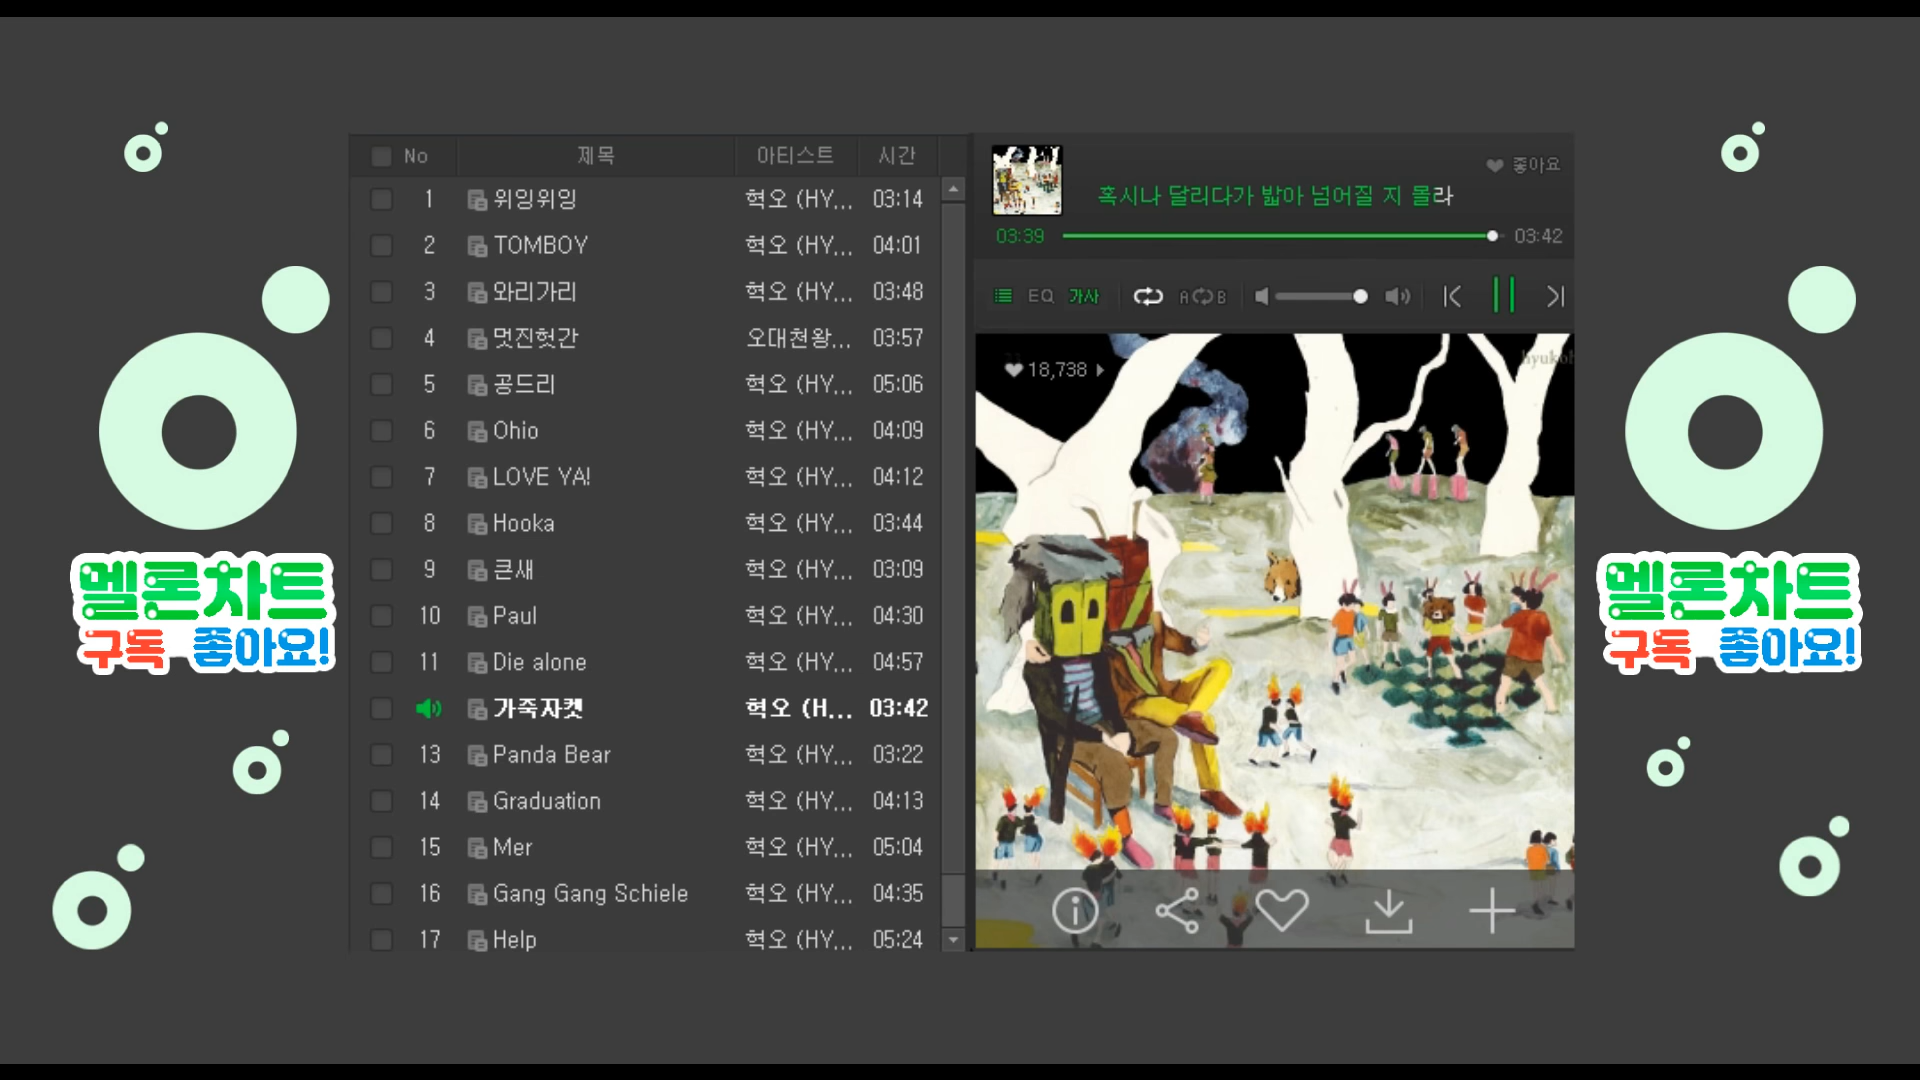 No 제목 아티스트 시간
1 위잉위잉 혁오 (HY... 03:14
2 TOMBOY 혁오 (HY... 04:01
3 와리가리 혁오 (HY... 03:48
4 멋진헛간 오대천왕... 03:57
5 공드리 혁오 (HY... 05:06
6 Ohio 혁오 (HY... 04:09
7 LOVE YA! 혁오 (HY... 04:12
8 Hooka 혁오 (HY... 03:44
9 큰새 혁오 (HY... 03:09
10 Paul 혁오 (HY... 04:30
11 Die alone 혁오 (HY... 04:57
가죽자켓 혁오 (H... 03:42
13 Panda Bear 혁오 (HY... 03:22
14 Graduation 혁오 (HY... 04:13
15 Mer 혁오 (HY... 05:04
16 Gang Gang Schiele 혁오 (HY... 04:35
17 Help 혁오 (HY... 05:24
좋아요
혹시나 달리다가 밟아 넘어질 지 몰라
03:39 03:42
EQ 가사 A B
18,738
멜론차트
구독 좋아요!
멜론차트
구독 좋아요!